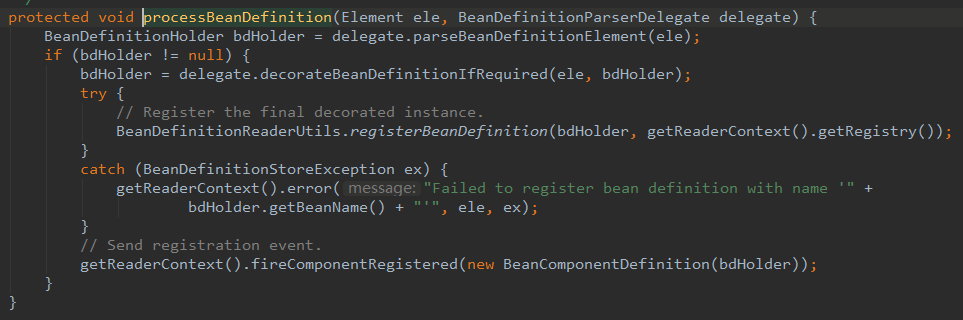 protected void processBeanDefinition(Element ele, BeanDefinitionParserDelegate delegate) {
    BeanDefinitionHolder bdHolder = delegate.parseBeanDefinitionElement(ele);
    if (bdHolder != null) {
        bdHolder = delegate.decorateBeanDefinitionIfRequired(ele, bdHolder);
        try {
            // Register the final decorated instance.
            BeanDefinitionReaderUtils.registerBeanDefinition(bdHolder, getReaderContext().getRegistry());
        }
        catch (BeanDefinitionStoreException ex) {
            getReaderContext().error( message: "Failed to register bean definition with name '" +
                    bdHolder.getBeanName() + "'", ele, ex);
        }
        // Send registration event.
        getReaderContext().fireComponentRegistered(new BeanComponentDefinition(bdHolder));
    }
}